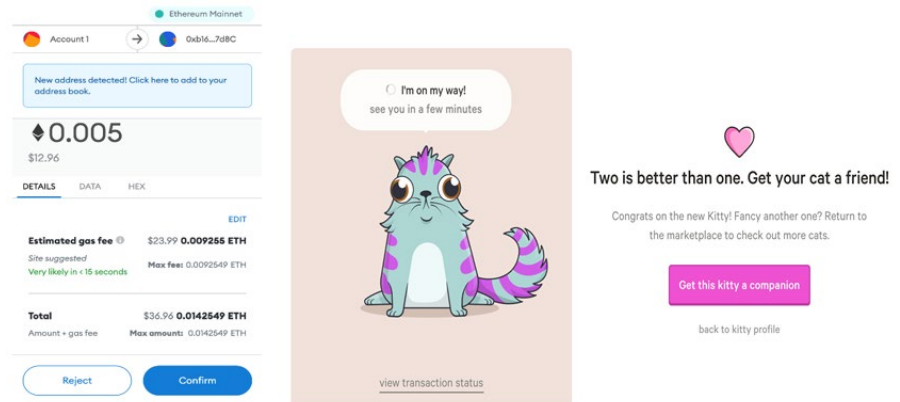 Ethereum Mainnet
Account 1
0xb16...7d8C
New address detected! Click here to add to your
address book.
0.005
$12.96
DETAILS DATA HEX
EDIT
Estimated gas fee $23.99 0.009255 ETH
Site suggested
Very likely in < 15 seconds
Max fee: 0.0092549 ETH
Total $36.96 0.0142549 ETH
Amount + gas fee Max amount: 0.0142549 ETH
Reject Confirm
I'm on my way!
see you in a few minutes
view transaction status
Two is better than one. Get your cat a friend!
Congrats on the new Kitty! Fancy another one? Return to
the marketplace to check out more cats.
Get this kitty a companion
back to kitty profile